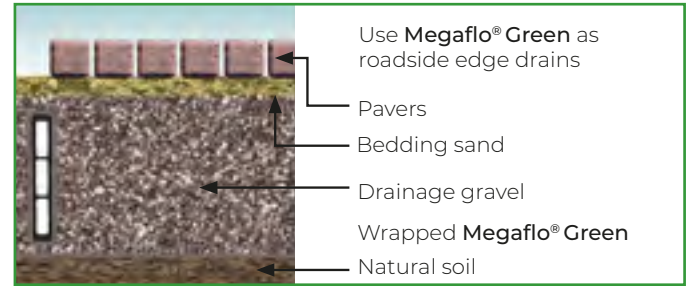 Use Megaflo® Green as
roadside edge drains
Pavers
Bedding sand
Drainage gravel
Wrapped Megaflo® Green
Natural soil